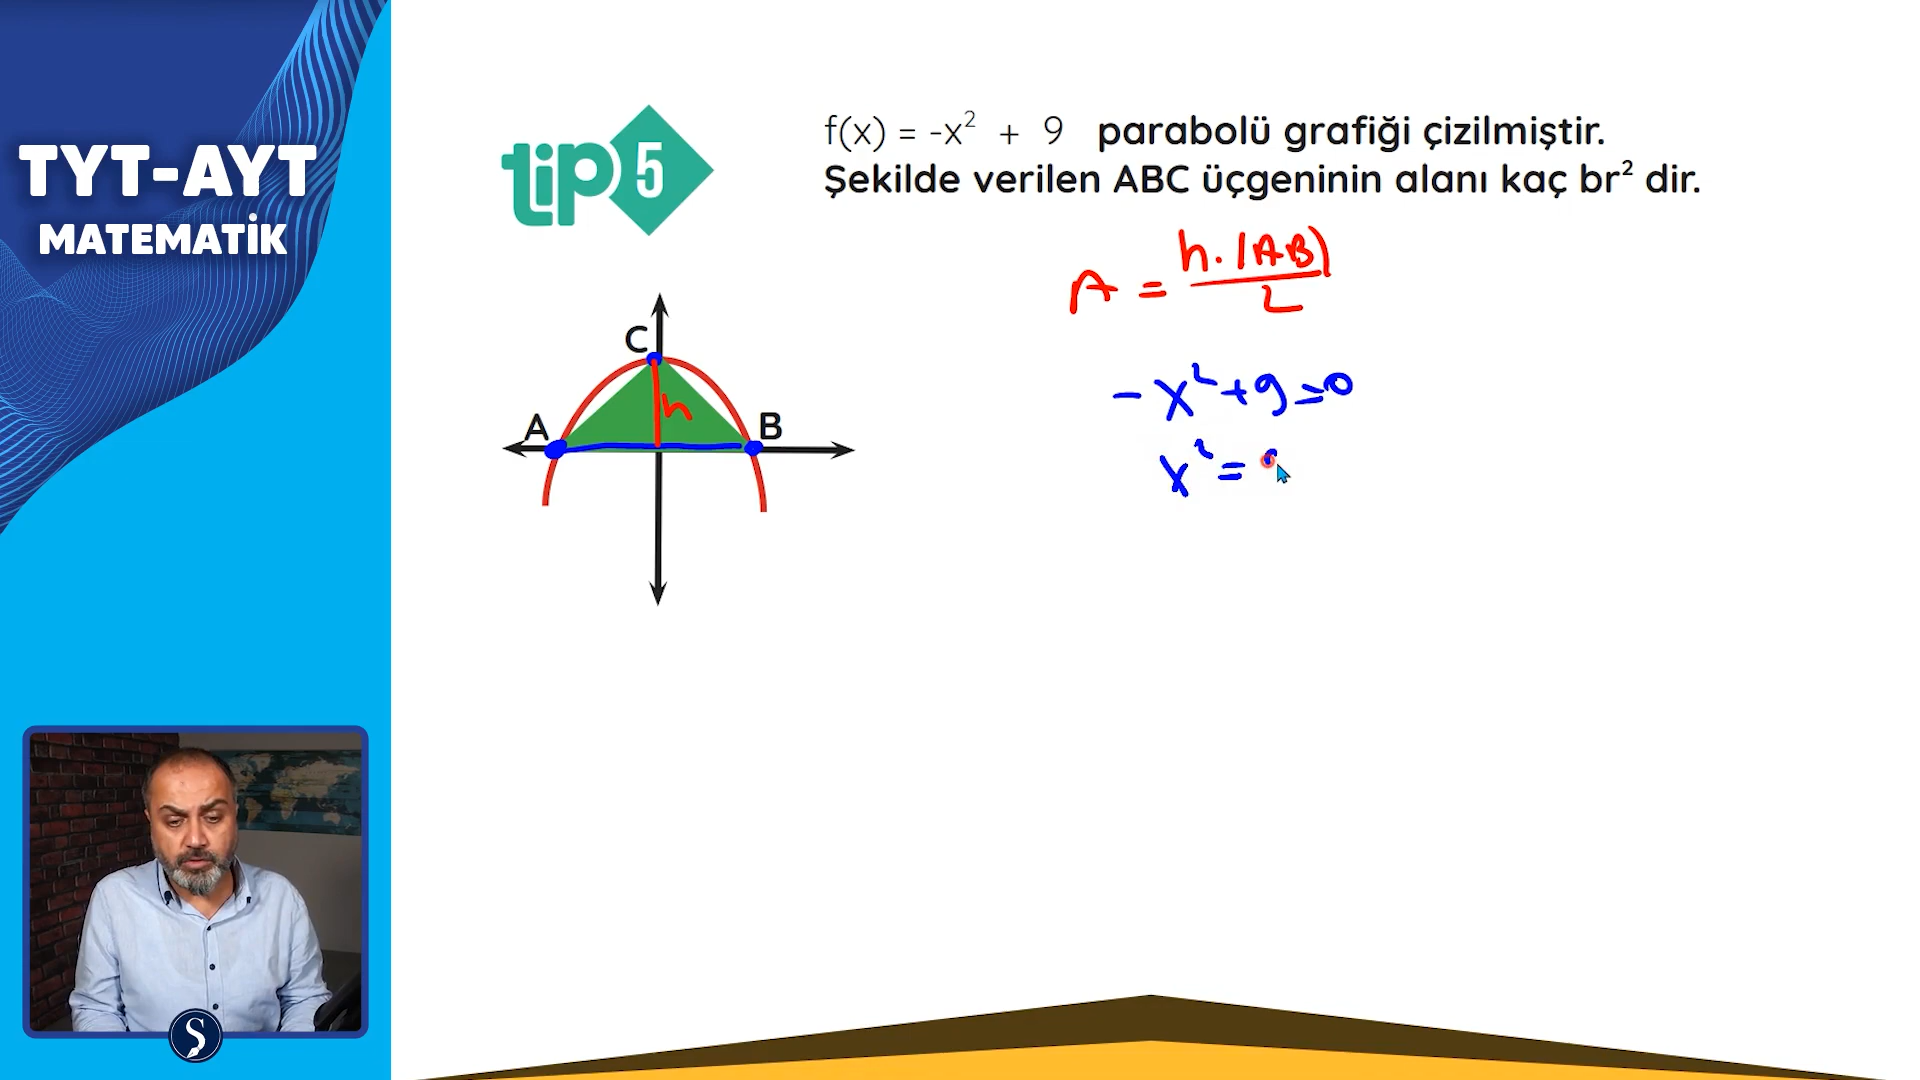 TYT-AYT
MATEMATİK
tip 5
f(x) = -x² + 9 parabolü grafiği çizilmiştir.
Şekilde verilen ABC üçgeninin alanı kaç br² dir.
A = h.|AB| / 2
-x² + 9 = 0
x² =
C
h
A
B
Ş